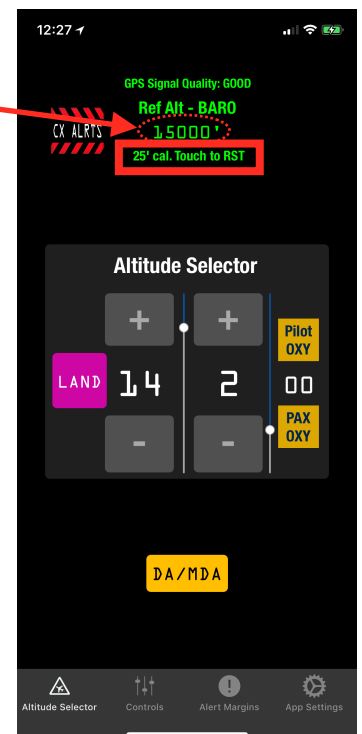 12:27
GPS Signal Quality: GOOD
Ref Alt - BARO
CX ALRTS
15000'
25' cal. Touch to RST
Altitude Selector
+ +
Pilot
OXY
LAND 14 2 00
PAX
OXY
- -
DA/MDA
Altitude Selector Controls Alert Margins App Settings